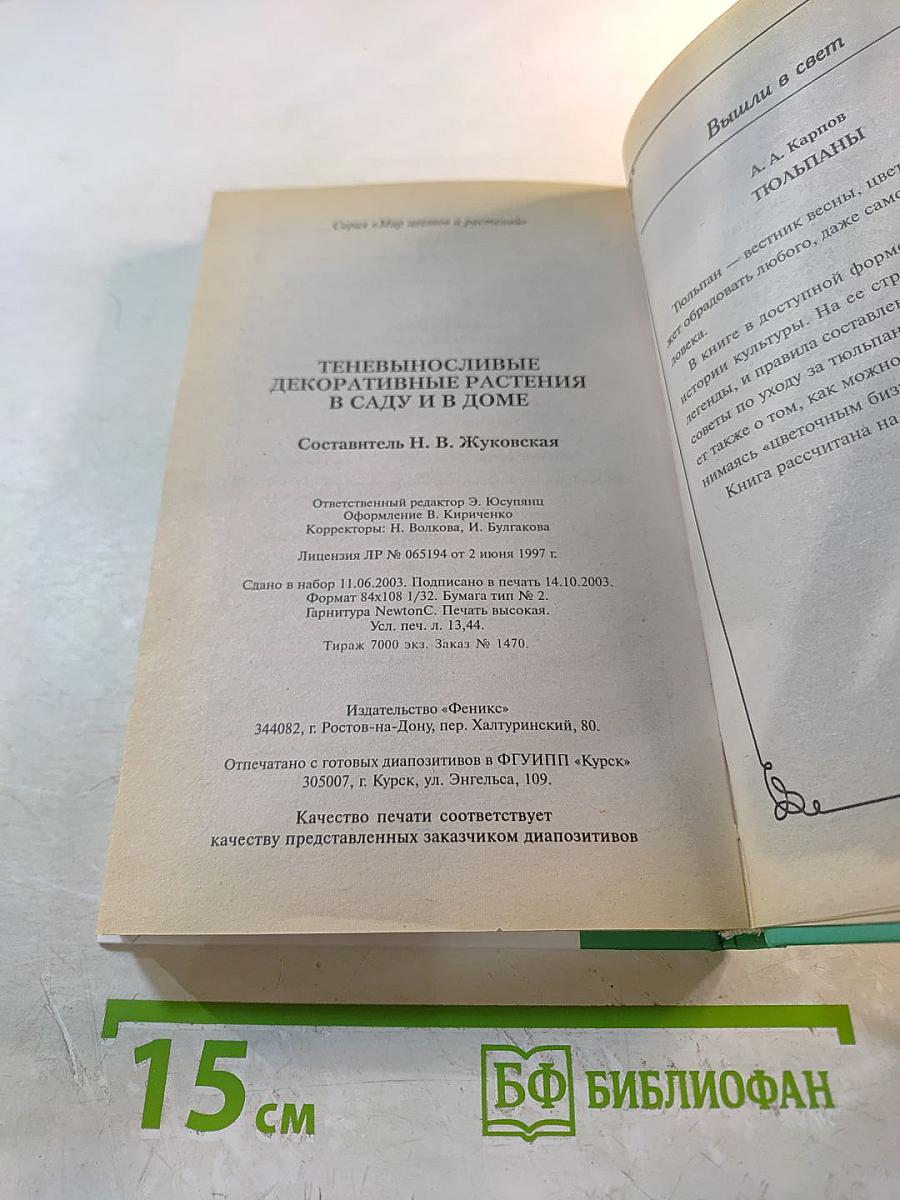 Серия «Мир цветов и растений»
ТЕНЕВЫНОСЛИВЫЕ
ДЕКОРАТИВНЫЕ РАСТЕНИЯ
В САДУ И В ДОМЕ
Составитель Н. В. Жуковская
Ответственный редактор Э. Юсупянц
Оформление В. Кириченко
Корректоры: Н. Волкова, И. Булгакова
Лицензия ЛР № 065194 от 2 июня 1997 г.
Сдано в набор 11.06.2003. Подписано в печать 14.10.2003.
Формат 84х108 1/32. Бумага тип № 2.
Гарнитура NewtonC. Печать высокая.
Усл. печ. л. 13,44.
Тираж 7000 экз. Заказ № 1470.
Издательство «Феникс»
344082, г. Ростов-на-Дону, пер. Халтуринский, 80.
Отпечатано с готовых диапозитивов в ФГУИПП «Курск»
305007, г. Курск, ул. Энгельса, 109.
Качество печати соответствует
качеству представленных заказчиком диапозитивов
Вышли в свет
А. А. Карпов
ТЮЛЬПАНЫ
Тюльпан — вестник весны, цвет
жет обрадовать любого, даже само
ловека.
В книге в доступной форме
истории культуры. На ее стр
легенды, и правила составлен
советы по уходу за тюльпан
ет также о том, как можно
нимаясь «цветочным биз
Книга рассчитана на
15 см
БФ БИБЛИОФАН